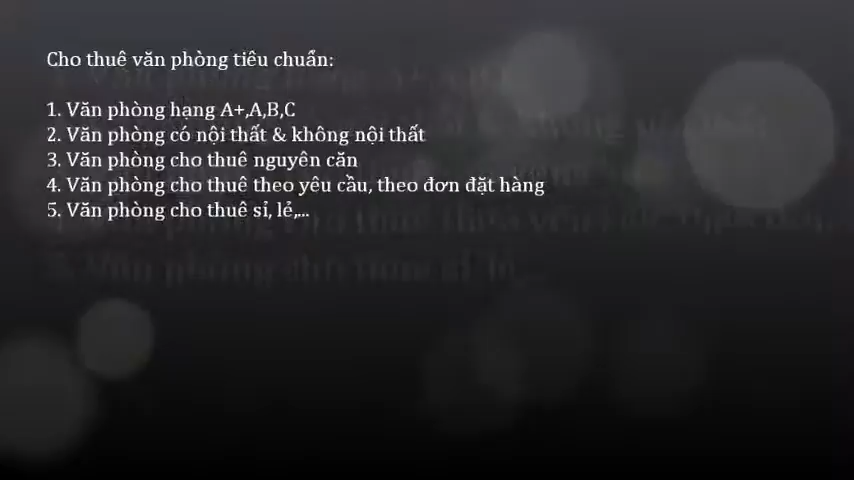 Cho thuê văn phòng tiêu chuẩn:
1. Văn phòng hạng A+,A,B,C
2. Văn phòng có nội thất & không nội thất
3. Văn phòng cho thuê nguyên căn
4. Văn phòng cho thuê theo yêu cầu, theo đơn đặt hàng
5. Văn phòng cho thuê sỉ, lẻ,...